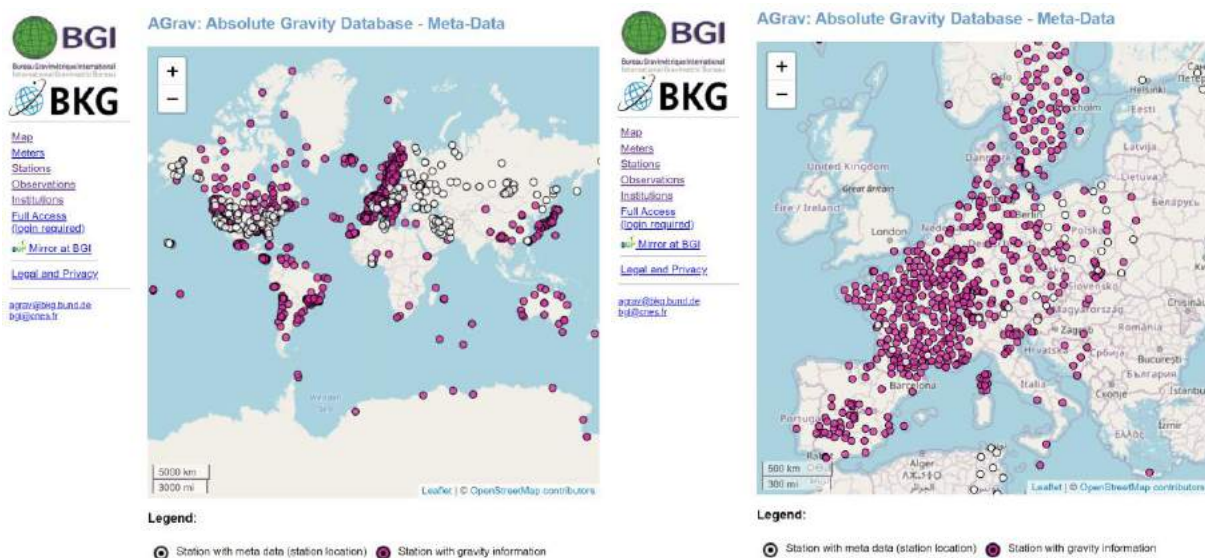 BGI
Bureau Gravimétrique International
International Gravimetric Bureau
BKG
Map
Meters
Stations
Observations
Institutions
Full Access
(login required)
Mirror at BGI
Legal and Privacy
agrav@bkg.bund.de
bgi@cnes.fr
AGrav: Absolute Gravity Database - Meta-Data
+
−
5000 km
3000 mi
Leaflet | © OpenStreetMap contributors
Legend:
Station with meta data (station location) Station with gravity information
BGI
Bureau Gravimétrique International
International Gravimetric Bureau
BKG
Map
Meters
Stations
Observations
Institutions
Full Access
(login required)
Mirror at BGI
Legal and Privacy
agrav@bkg.bund.de
bgi@cnes.fr
AGrav: Absolute Gravity Database - Meta-Data
+
−
Oslo
Helsinki
Eesti
Latvija
Lietuva
Беларусь
United Kingdom
Great Britain
Éire / Ireland
London
Berlin
Polska
Slovensko
Magyarország
Zagreb
Hrvatska
România
București
Србија
България
Скопје
Barcelona
Italia
Portugal
İstanbul
İzmir
Ελλάς
Alger
500 km
300 mi
Leaflet | © OpenStreetMap contributors
Legend:
Station with meta data (station location) Station with gravity information